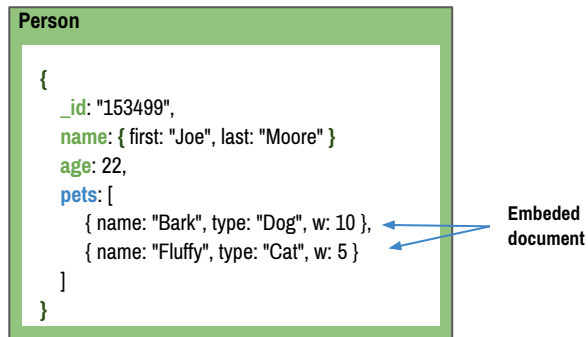 Person
{
_id: "153499",
name: { first: "Joe", last: "Moore" }
age: 22,
pets: [
{ name: "Bark", type: "Dog", w: 10 },
{ name: "Fluffy", type: "Cat", w: 5 }
]
}
Embeded
document